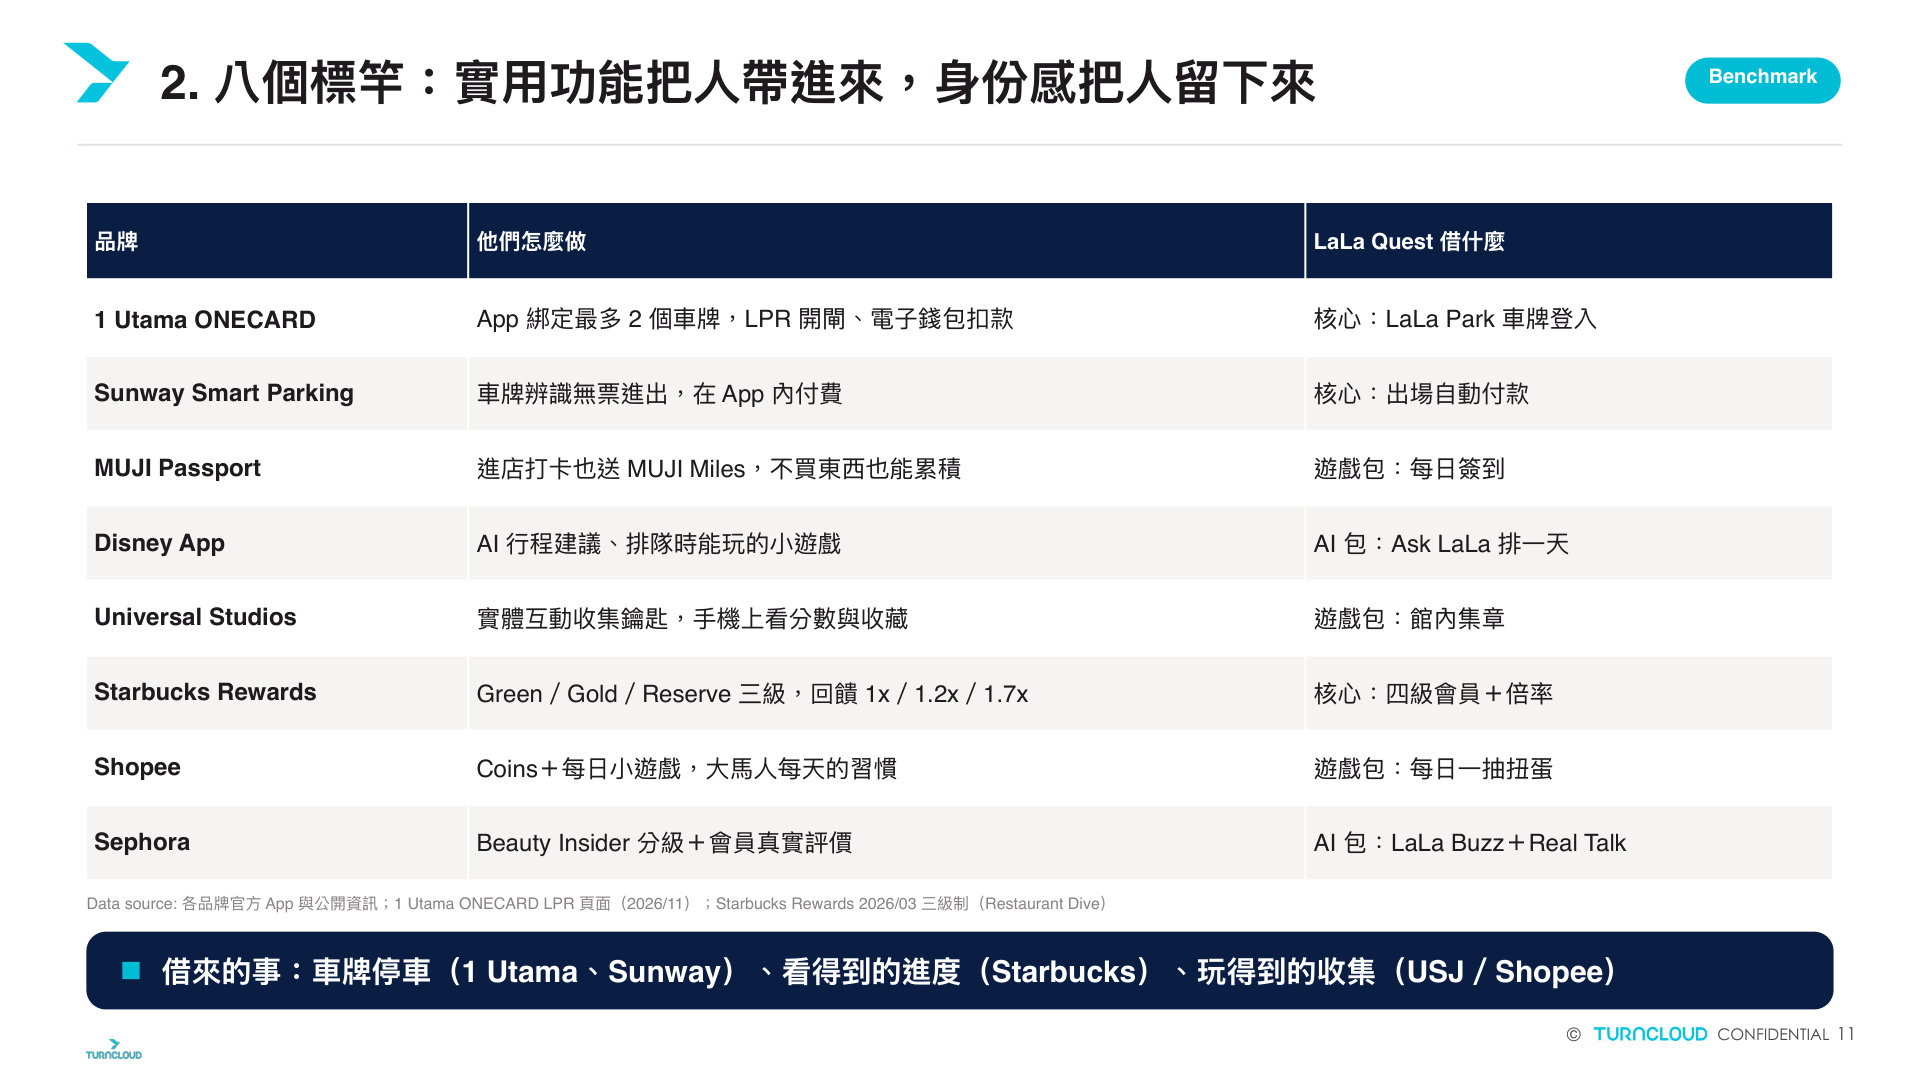 2. 八個標竿：實用功能把人帶進來，身份感把人留下來
Benchmark
品牌 他們怎麼做 LaLa Quest 借什麼
1 Utama ONECARD App 綁定最多 2 個車牌，LPR 開閘、電子錢包扣款 核心：LaLa Park 車牌登入
Sunway Smart Parking 車牌辨識無票進出，在 App 內付費 核心：出場自動付款
MUJI Passport 進店打卡也送 MUJI Miles，不買東西也能累積 遊戲包：每日簽到
Disney App AI 行程建議、排隊時能玩的小遊戲 AI 包：Ask LaLa 排一天
Universal Studios 實體互動收集鑰匙，手機上看分數與收藏 遊戲包：館內集章
Starbucks Rewards Green / Gold / Reserve 三級，回饋 1x / 1.2x / 1.7x 核心：四級會員＋倍率
Shopee Coins＋每日小遊戲，大馬人每天的習慣 遊戲包：每日一抽扭蛋
Sephora Beauty Insider 分級＋會員真實評價 AI 包：LaLa Buzz＋Real Talk
Data source: 各品牌官方 App 與公開資訊；1 Utama ONECARD LPR 頁面（2026/11）；Starbucks Rewards 2026/03 三級制（Restaurant Dive）
借來的事：車牌停車（1 Utama、Sunway）、看得到的進度（Starbucks）、玩得到的收集（USJ / Shopee）
TURNCLOUD
© TURNCLOUD CONFIDENTIAL 11